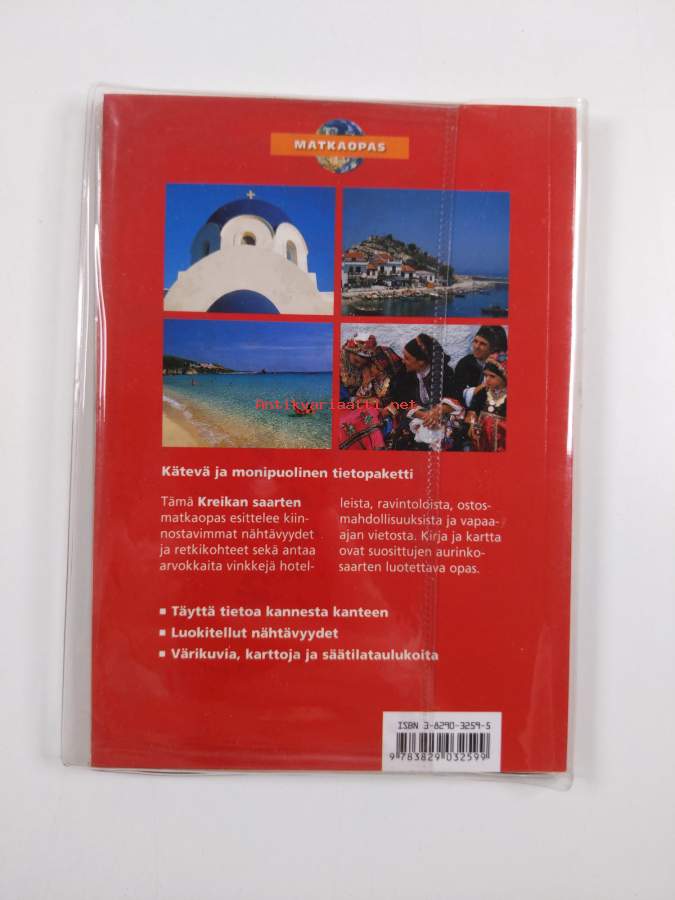 MATKAOPAS
Antikvariaatti.net
Kätevä ja monipuolinen tietopaketti
Tämä Kreikan saarten
matkaopas esittelee kiin-
nostavimmat nähtävyydet
ja retkikohteet sekä antaa
arvokkaita vinkkejä hotel-
leista, ravintoloista, ostos-
mahdollisuuksista ja vapaa-
ajan vietosta. Kirja ja kartta
ovat suosittujen aurinko-
saarten luotettava opas.
▪ Täyttä tietoa kannesta kanteen
▪ Luokitellut nähtävyydet
▪ Värikuvia, karttoja ja säätilataulukoita
ISBN 3-8290-3259-5
9 783829 032599